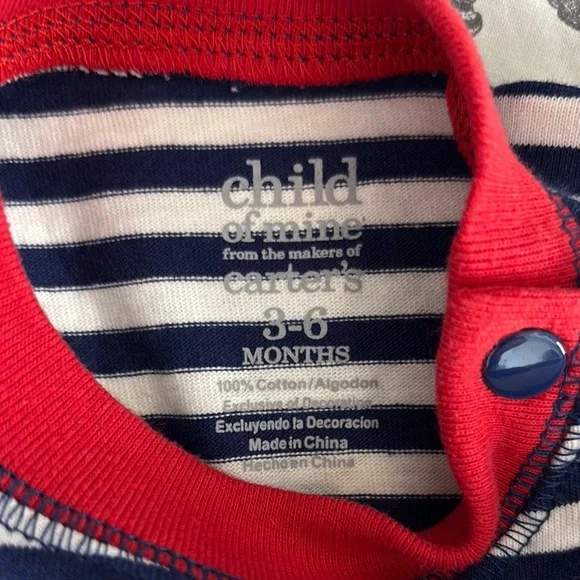 child
of mine
from the makers of
carter's
3-6
MONTHS
100% Cotton/Algodon
Exclusive of Decoration
Excluyendo la Decoracion
Made in China
Hecho en China